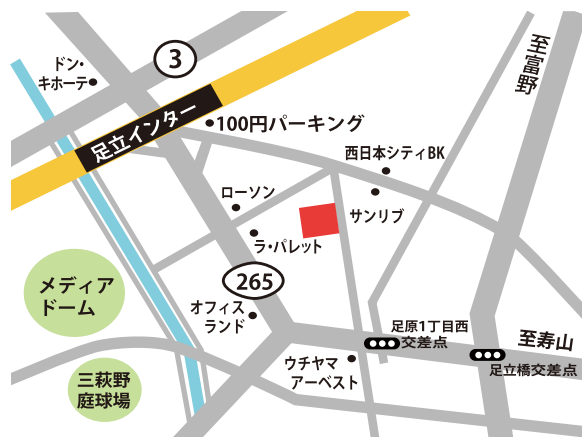 ドン・
キホーテ
3
足立インター
100円パーキング
至富野
西日本シティBK
サンリブ
ローソン
ラ・パレット
265
オフィス
ランド
メディア
ドーム
足原1丁目西
交差点
至寿山
足立橋交差点
ウチヤマ
アーベスト
三萩野
庭球場